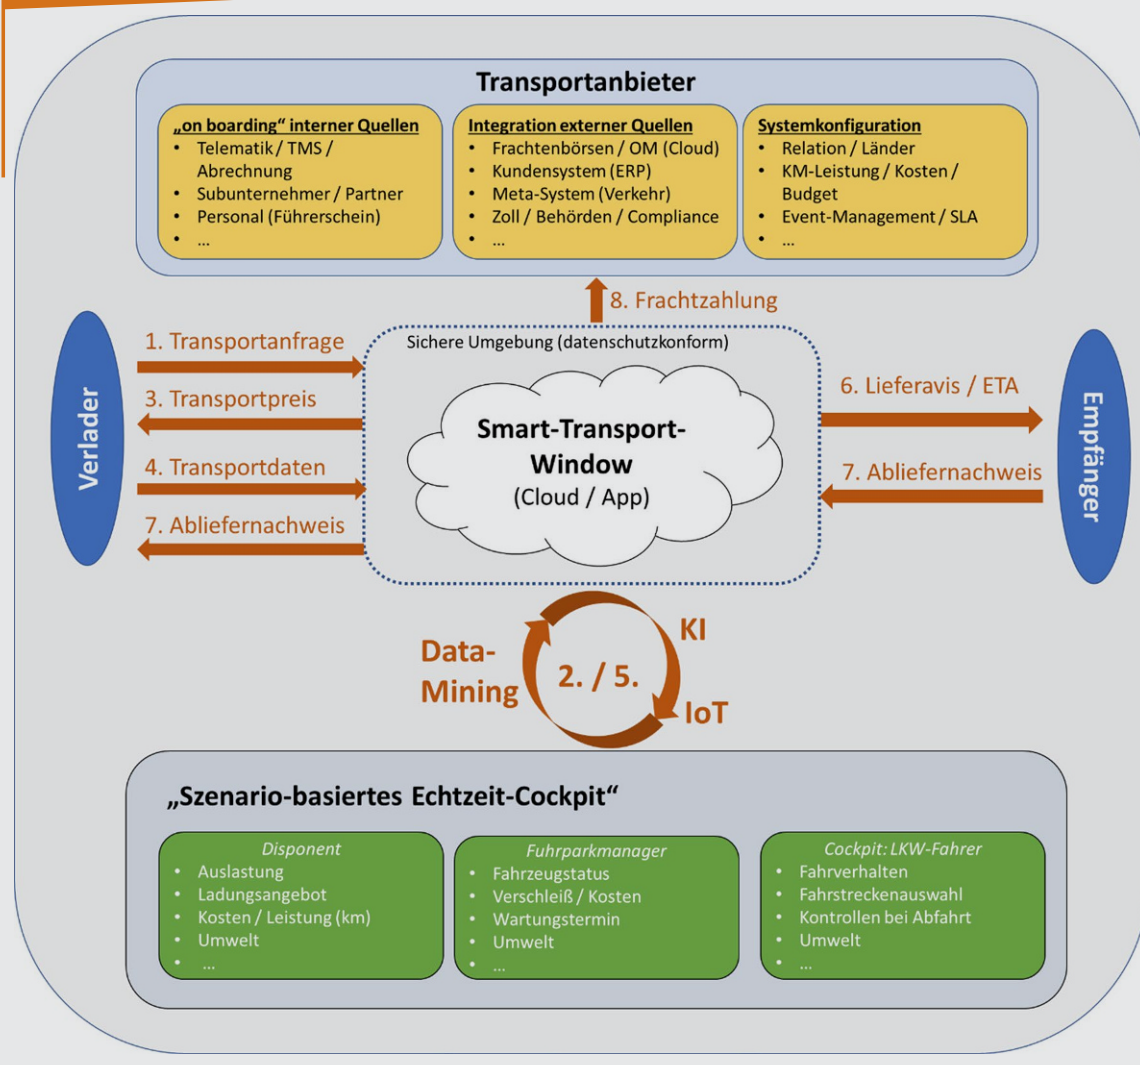 Transportanbieter
„on boarding“ interner Quellen
• Telematik / TMS /
Abrechnung
• Subunternehmer / Partner
• Personal (Führerschein)
• ...
Integration externer Quellen
• Frachtenbörsen / OM (Cloud)
• Kundensystem (ERP)
• Meta-System (Verkehr)
• Zoll / Behörden / Compliance
• ...
Systemkonfiguration
• Relation / Länder
• KM-Leistung / Kosten /
Budget
• Event-Management / SLA
• ...
8. Frachtzahlung
Verlader
1. Transportanfrage
3. Transportpreis
4. Transportdaten
7. Abliefernachweis
Sichere Umgebung (datenschutzkonform)
Smart-Transport-
Window
(Cloud / App)
6. Lieferavis / ETA
7. Abliefernachweis
Empfänger
Data-
Mining
2. / 5.
KI
IoT
„Szenario-basiertes Echtzeit-Cockpit“
Disponent
• Auslastung
• Ladungsangebot
• Kosten / Leistung (km)
• Umwelt
• ...
Fuhrparkmanager
• Fahrzeugstatus
• Verschleiß / Kosten
• Wartungstermin
• Umwelt
• ...
Cockpit: LKW-Fahrer
• Fahrverhalten
• Fahrstreckenauswahl
• Kontrollen bei Abfahrt
• Umwelt
• ...